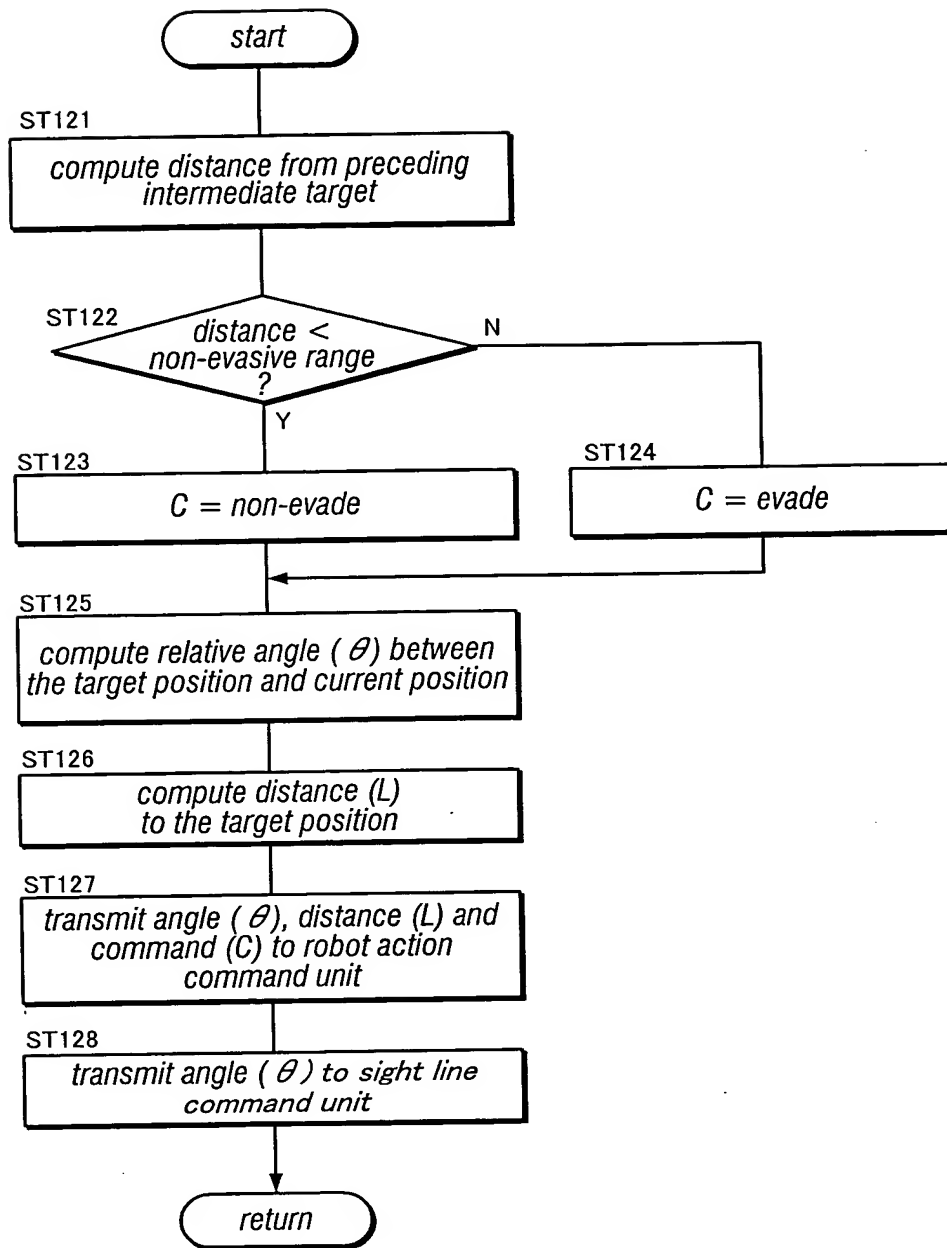 start
ST121
compute distance from preceding
intermediate target
ST122
distance <
non-evasive range
?
N
Y
ST123
C = non-evade
ST124
C = evade
ST125
compute relative angle ( θ ) between
the target position and current position
ST126
compute distance (L)
to the target position
ST127
transmit angle ( θ ), distance (L) and
command (C) to robot action
command unit
ST128
transmit angle ( θ ) to sight line
command unit
return